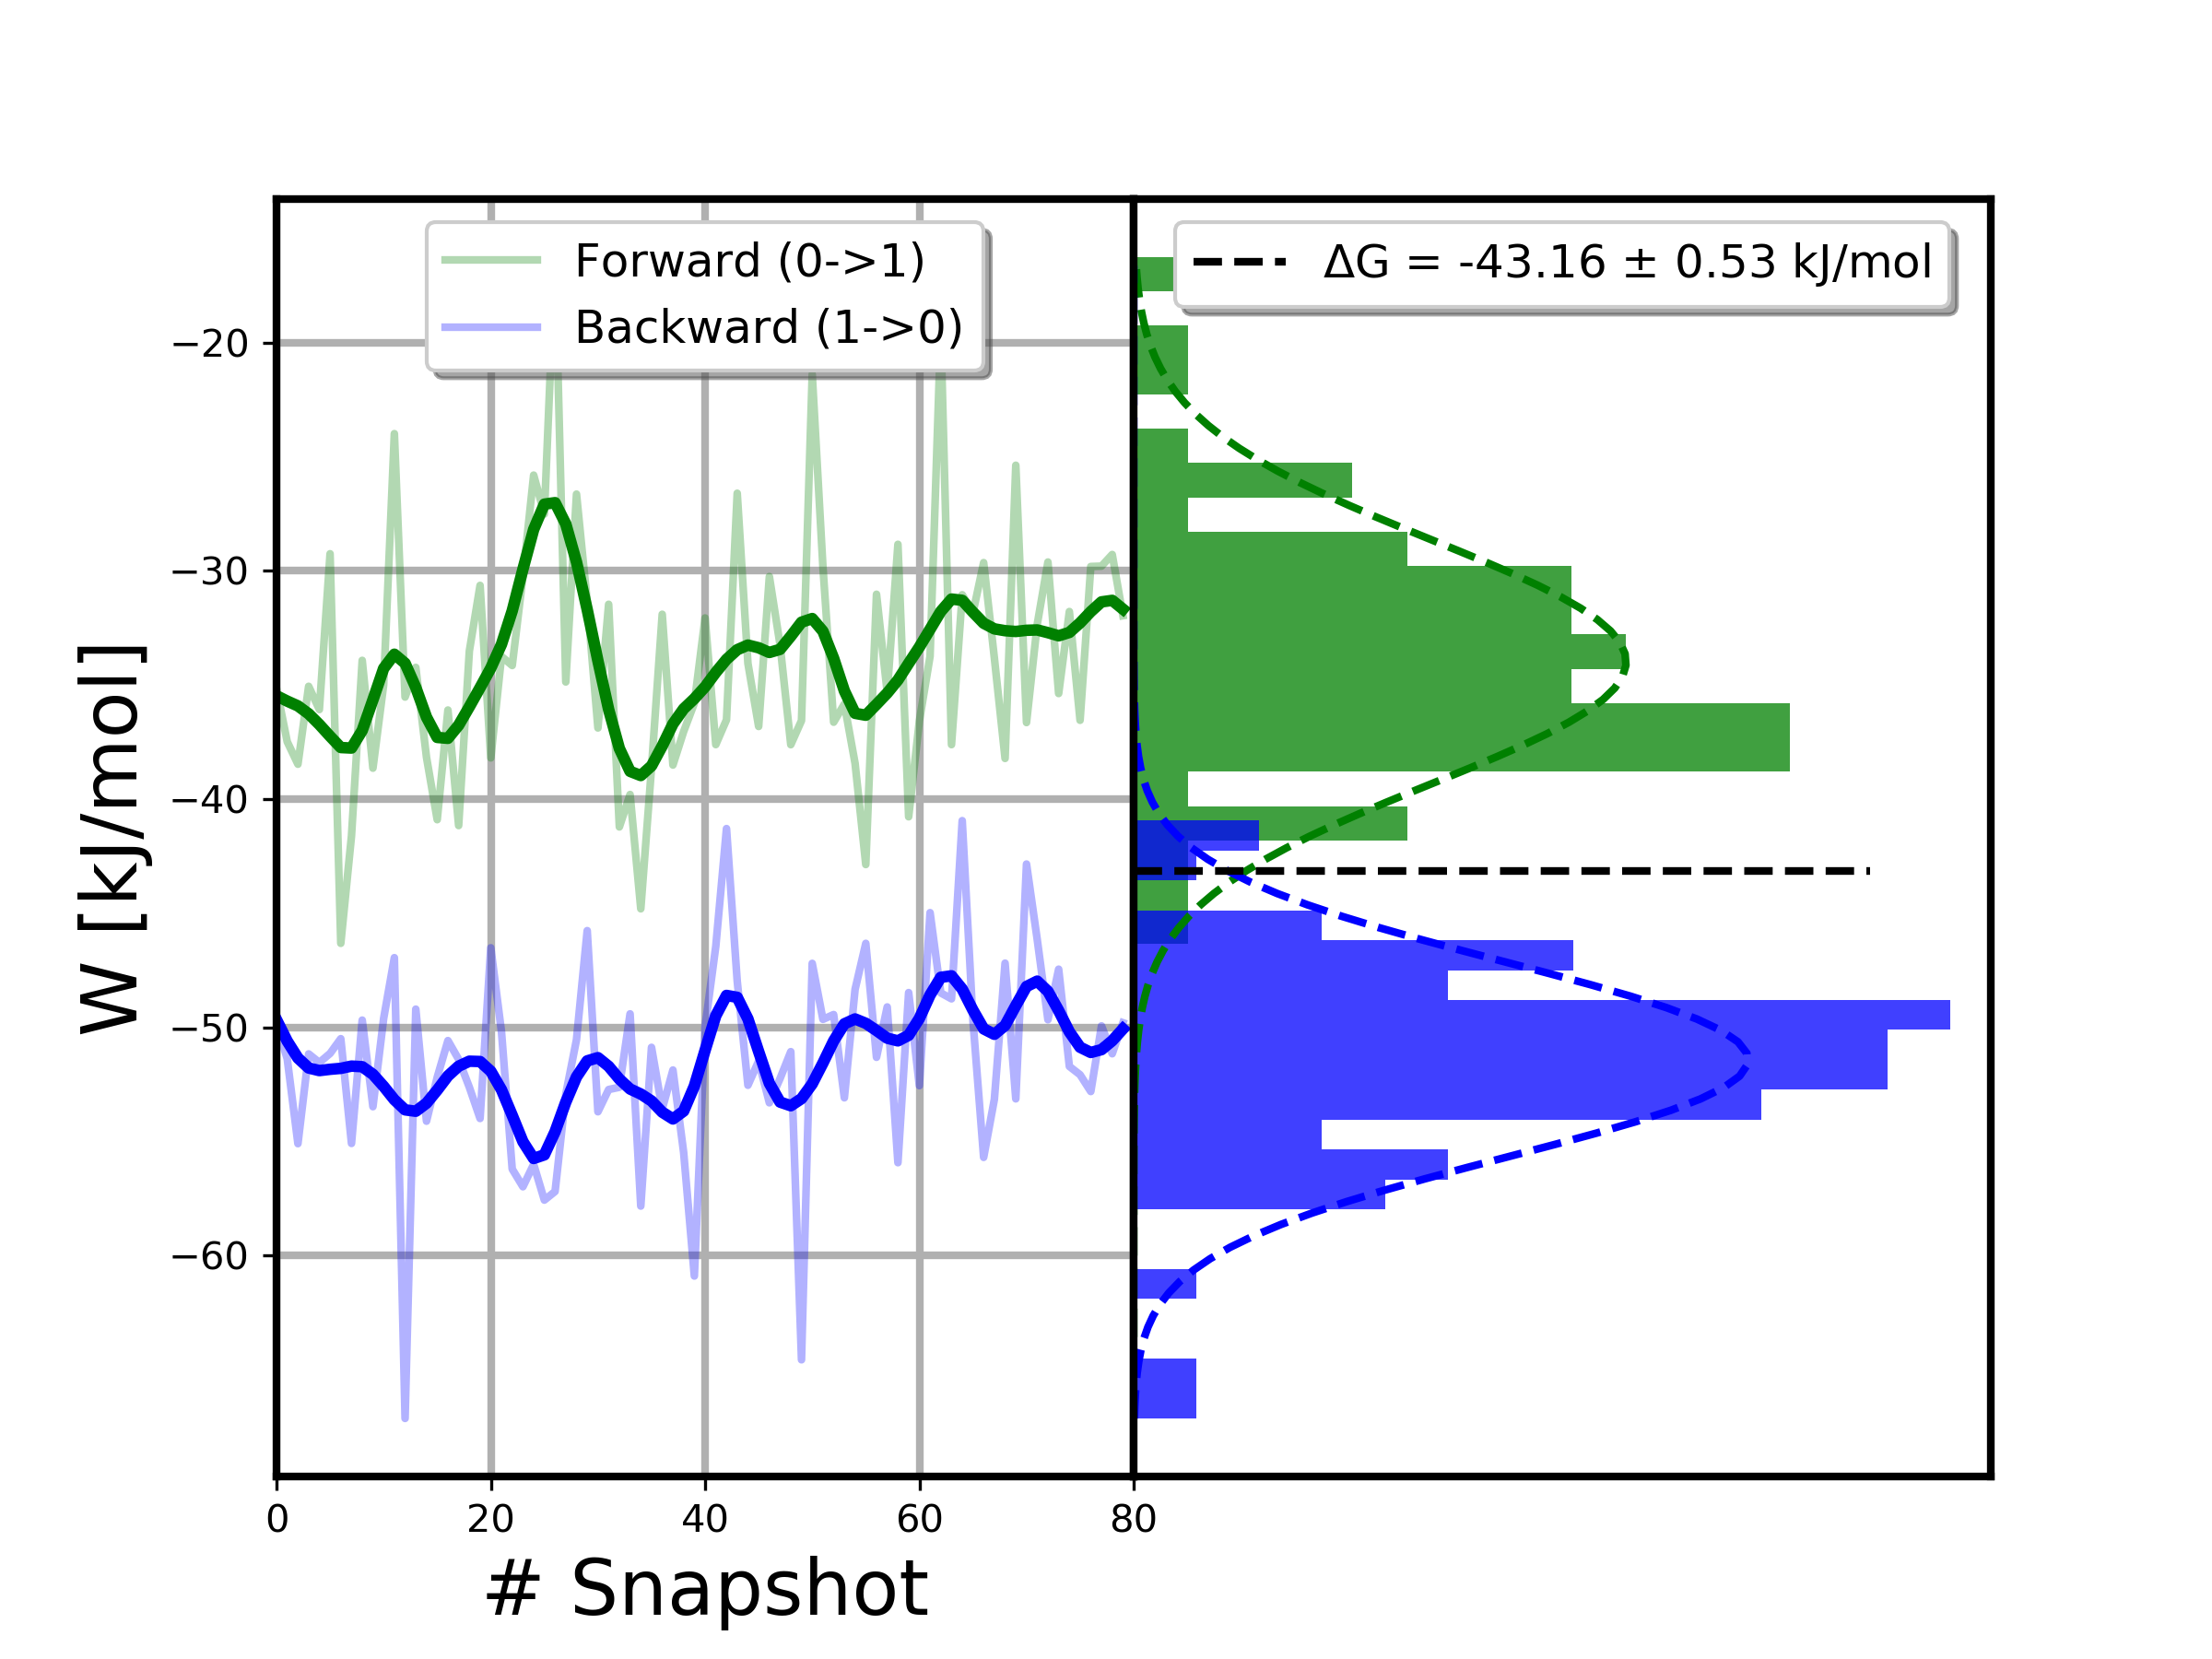 Forward (0->1)
Backward (1->0)
ΔG = -43.16 ± 0.53 kJ/mol
W [kJ/mol]
−20
−30
−40
−50
−60
0 20 40 60 80
# Snapshot